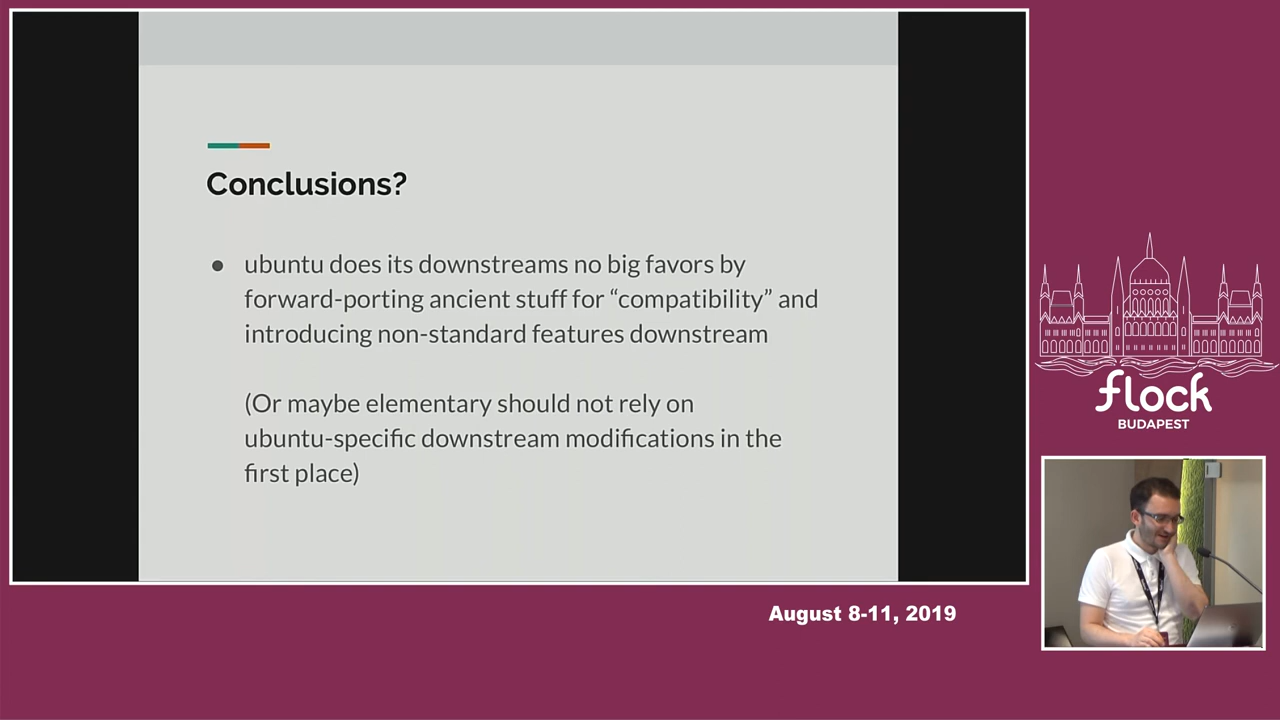 Conclusions?
● ubuntu does its downstreams no big favors by
forward-porting ancient stuff for “compatibility” and
introducing non-standard features downstream
(Or maybe elementary should not rely on
ubuntu-specific downstream modifications in the
first place)
flock
BUDAPEST
August 8-11, 2019